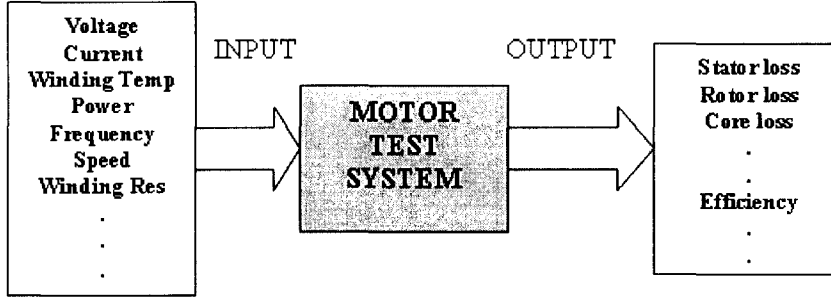 Voltage
Current
Winding Temp
Power
Frequency
Speed
Winding Res
.
.
.
INPUT
MOTOR
TEST
SYSTEM
OUTPUT
Stator loss
Rotor loss
Core loss
.
.
Efficiency
.
.